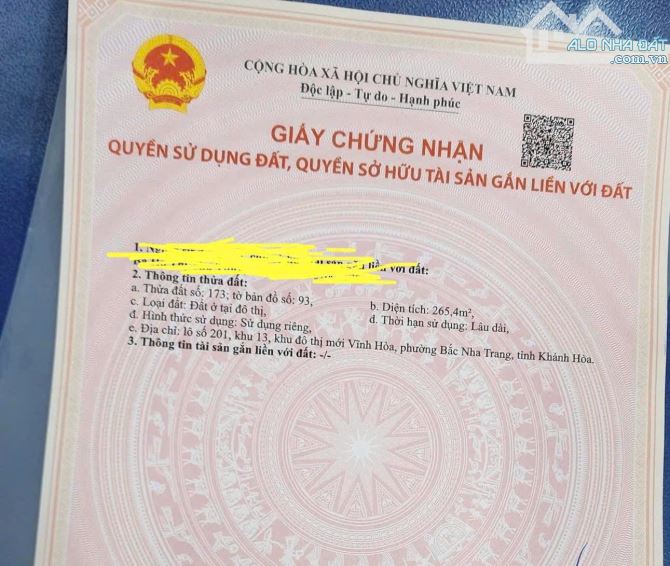 ALO NHA ĐẤT
.com.vn
CỘNG HÒA XÃ HỘI CHỦ NGHĨA VIỆT NAM
Độc lập - Tự do - Hạnh phúc
GIẤY CHỨNG NHẬN
QUYỀN SỬ DỤNG ĐẤT, QUYỀN SỞ HỮU TÀI SẢN GẮN LIỀN VỚI ĐẤT
1.
với đất:
2. Thông tin thửa đất:
a. Thửa đất số: 173; tờ bản đồ số: 93,
b. Diện tích: 265,4m²,
c. Loại đất: Đất ở tại đô thị,
d. Thời hạn sử dụng: Lâu dài,
đ. Hình thức sử dụng: Sử dụng riêng,
e. Địa chỉ: lô số 201, khu 13, khu đô thị mới Vĩnh Hòa, phường Bắc Nha Trang, tỉnh Khánh Hòa.
3. Thông tin tài sản gắn liền với đất: -/-